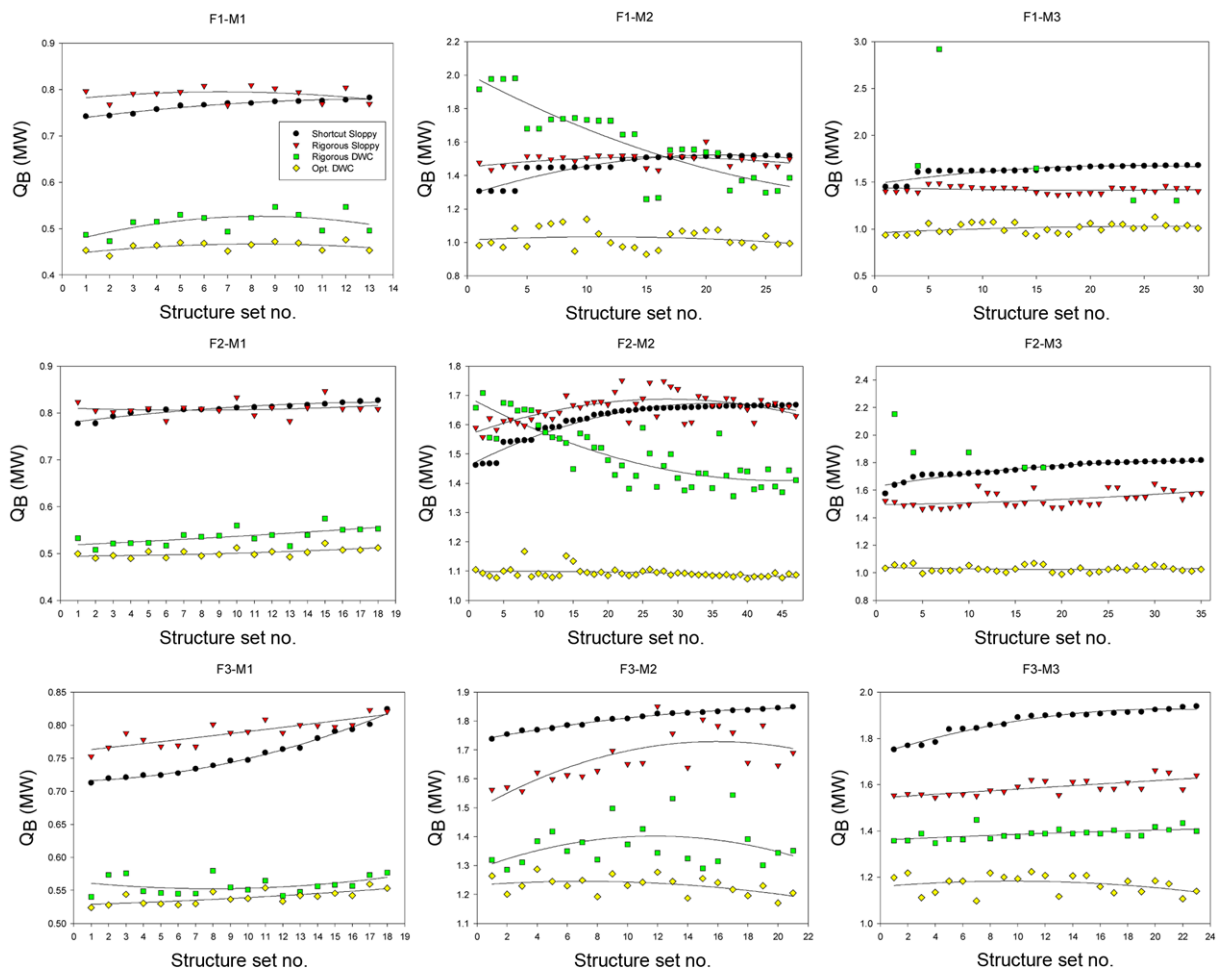 F1-M1
F1-M2
F1-M3
0.9
0.8
0.7
0.6
0.5
0.4
QB (MW)
Shortcut Sloppy
Rigorous Sloppy
Rigorous DWC
Opt. DWC
0 1 2 3 4 5 6 7 8 9 10 11 12 13 14
Structure set no.
2.2
2.0
1.8
1.6
1.4
1.2
1.0
0.8
QB (MW)
0 5 10 15 20 25
Structure set no.
3.0
2.5
2.0
1.5
1.0
0.5
QB (MW)
0 5 10 15 20 25 30
Structure set no.
F2-M1
F2-M2
F2-M3
0.9
0.8
0.7
0.6
0.5
0.4
QB (MW)
0 1 2 3 4 5 6 7 8 9 10 11 12 13 14 15 16 17 18 19
Structure set no.
1.8
1.7
1.6
1.5
1.4
1.3
1.2
1.1
1.0
QB (MW)
0 5 10 15 20 25 30 35 40 45
Structure set no.
2.4
2.2
2.0
1.8
1.6
1.4
1.2
1.0
0.8
QB (MW)
0 5 10 15 20 25 30 35
Structure set no.
F3-M1
F3-M2
F3-M3
0.85
0.80
0.75
0.70
0.65
0.60
0.55
0.50
QB (MW)
0 1 2 3 4 5 6 7 8 9 10 11 12 13 14 15 16 17 18 19
Structure set no.
1.9
1.8
1.7
1.6
1.5
1.4
1.3
1.2
1.1
QB (MW)
0 2 4 6 8 10 12 14 16 18 20 22
Structure set no.
2.0
1.8
1.6
1.4
1.2
1.0
QB (MW)
0 2 4 6 8 10 12 14 16 18 20 22 24
Structure set no.